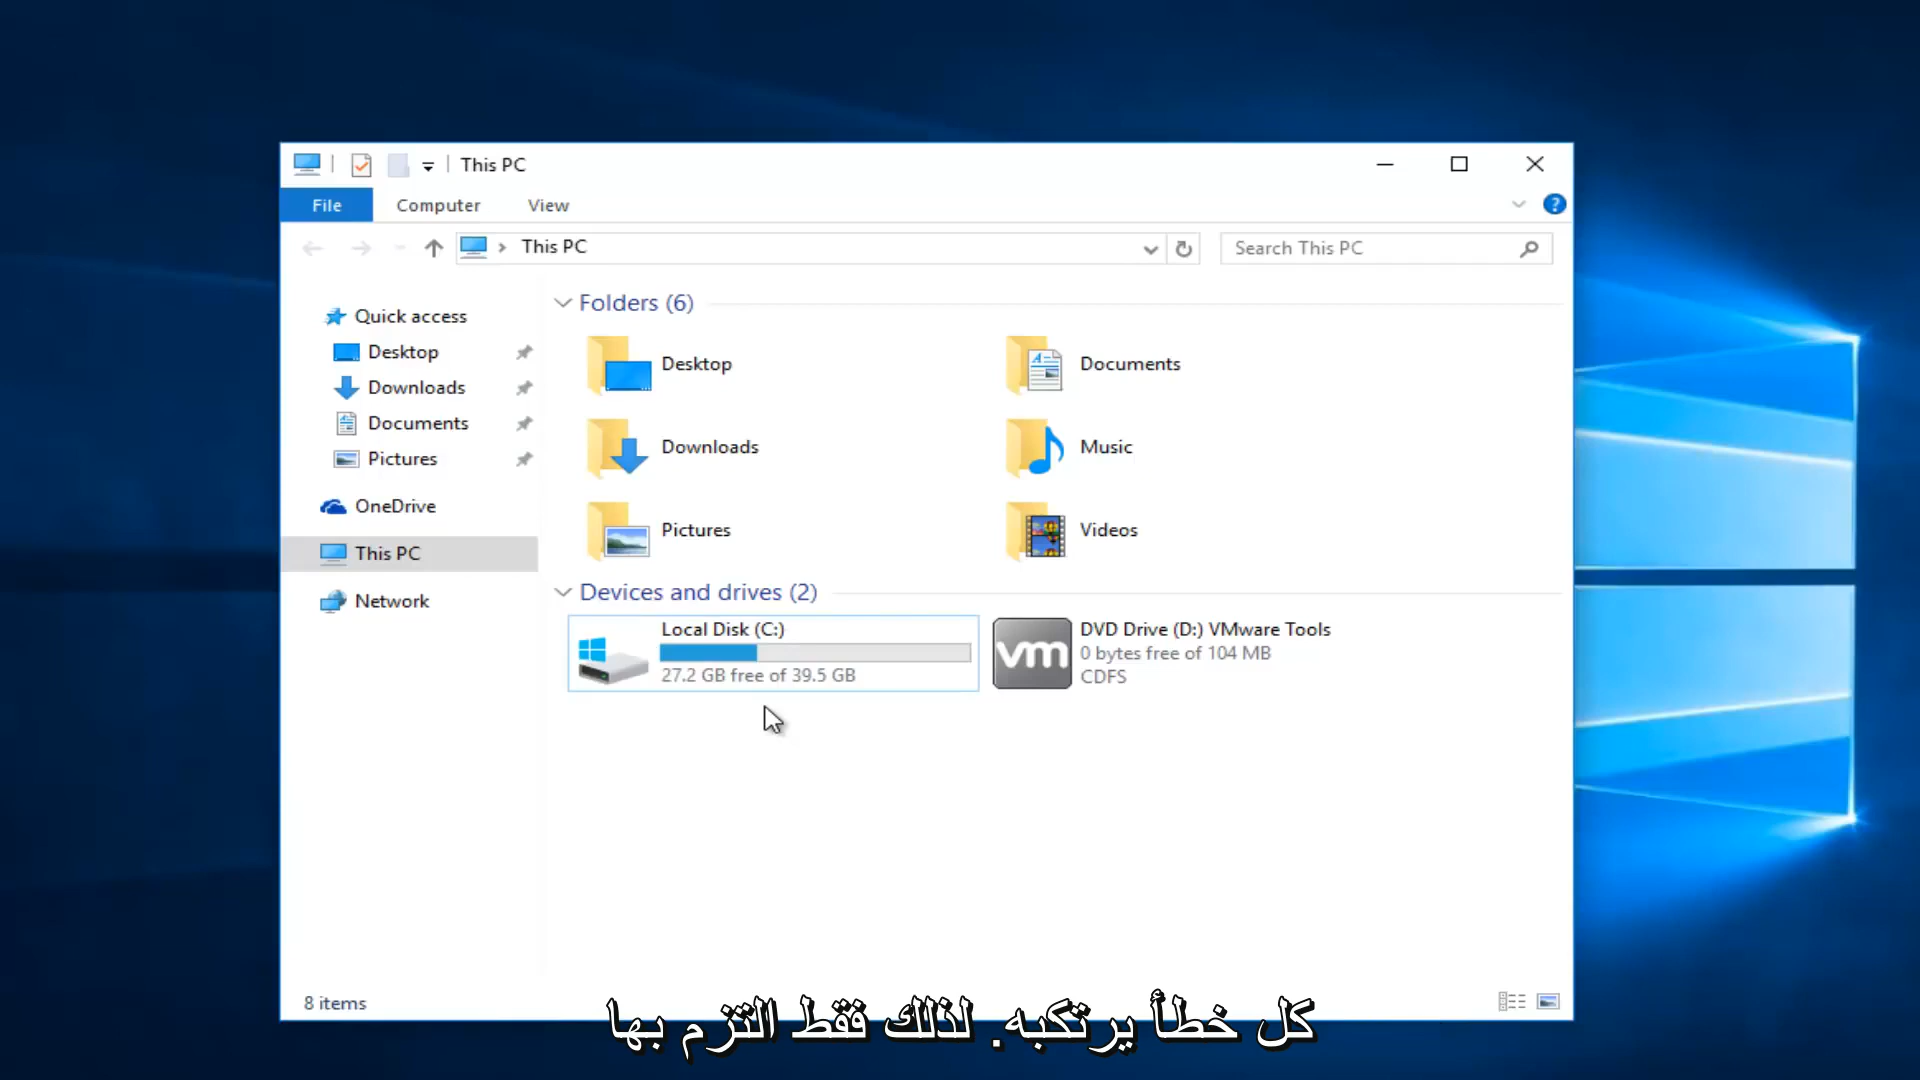 This PC
File
Computer
View
This PC
Search This PC
Quick access
Desktop
Downloads
Documents
Pictures
OneDrive
This PC
Network
Folders (6)
Desktop
Documents
Downloads
Music
Pictures
Videos
Devices and drives (2)
Local Disk (C:)
27.2 GB free of 39.5 GB
vm
DVD Drive (D:) VMware Tools
0 bytes free of 104 MB
CDFS
8 items
كل خطأ يرتكبه. لذلك فقط التزم بها